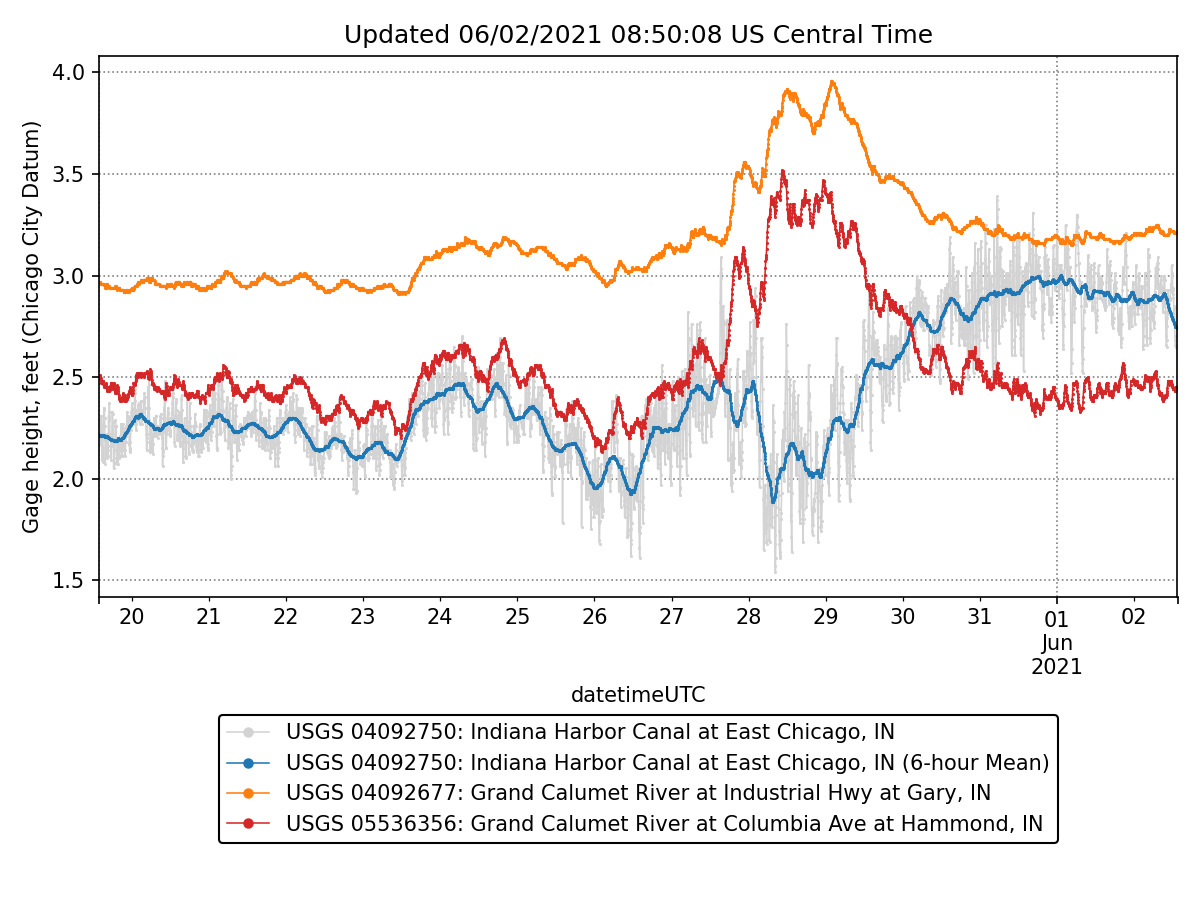 Updated 06/02/2021 08:50:08 US Central Time
Gage height, feet (Chicago City Datum)
4.0
3.5
3.0
2.5
2.0
1.5
20 21 22 23 24 25 26 27 28 29 30 31 01 02
Jun
2021
datetimeUTC
USGS 04092750: Indiana Harbor Canal at East Chicago, IN
USGS 04092750: Indiana Harbor Canal at East Chicago, IN (6-hour Mean)
USGS 04092677: Grand Calumet River at Industrial Hwy at Gary, IN
USGS 05536356: Grand Calumet River at Columbia Ave at Hammond, IN